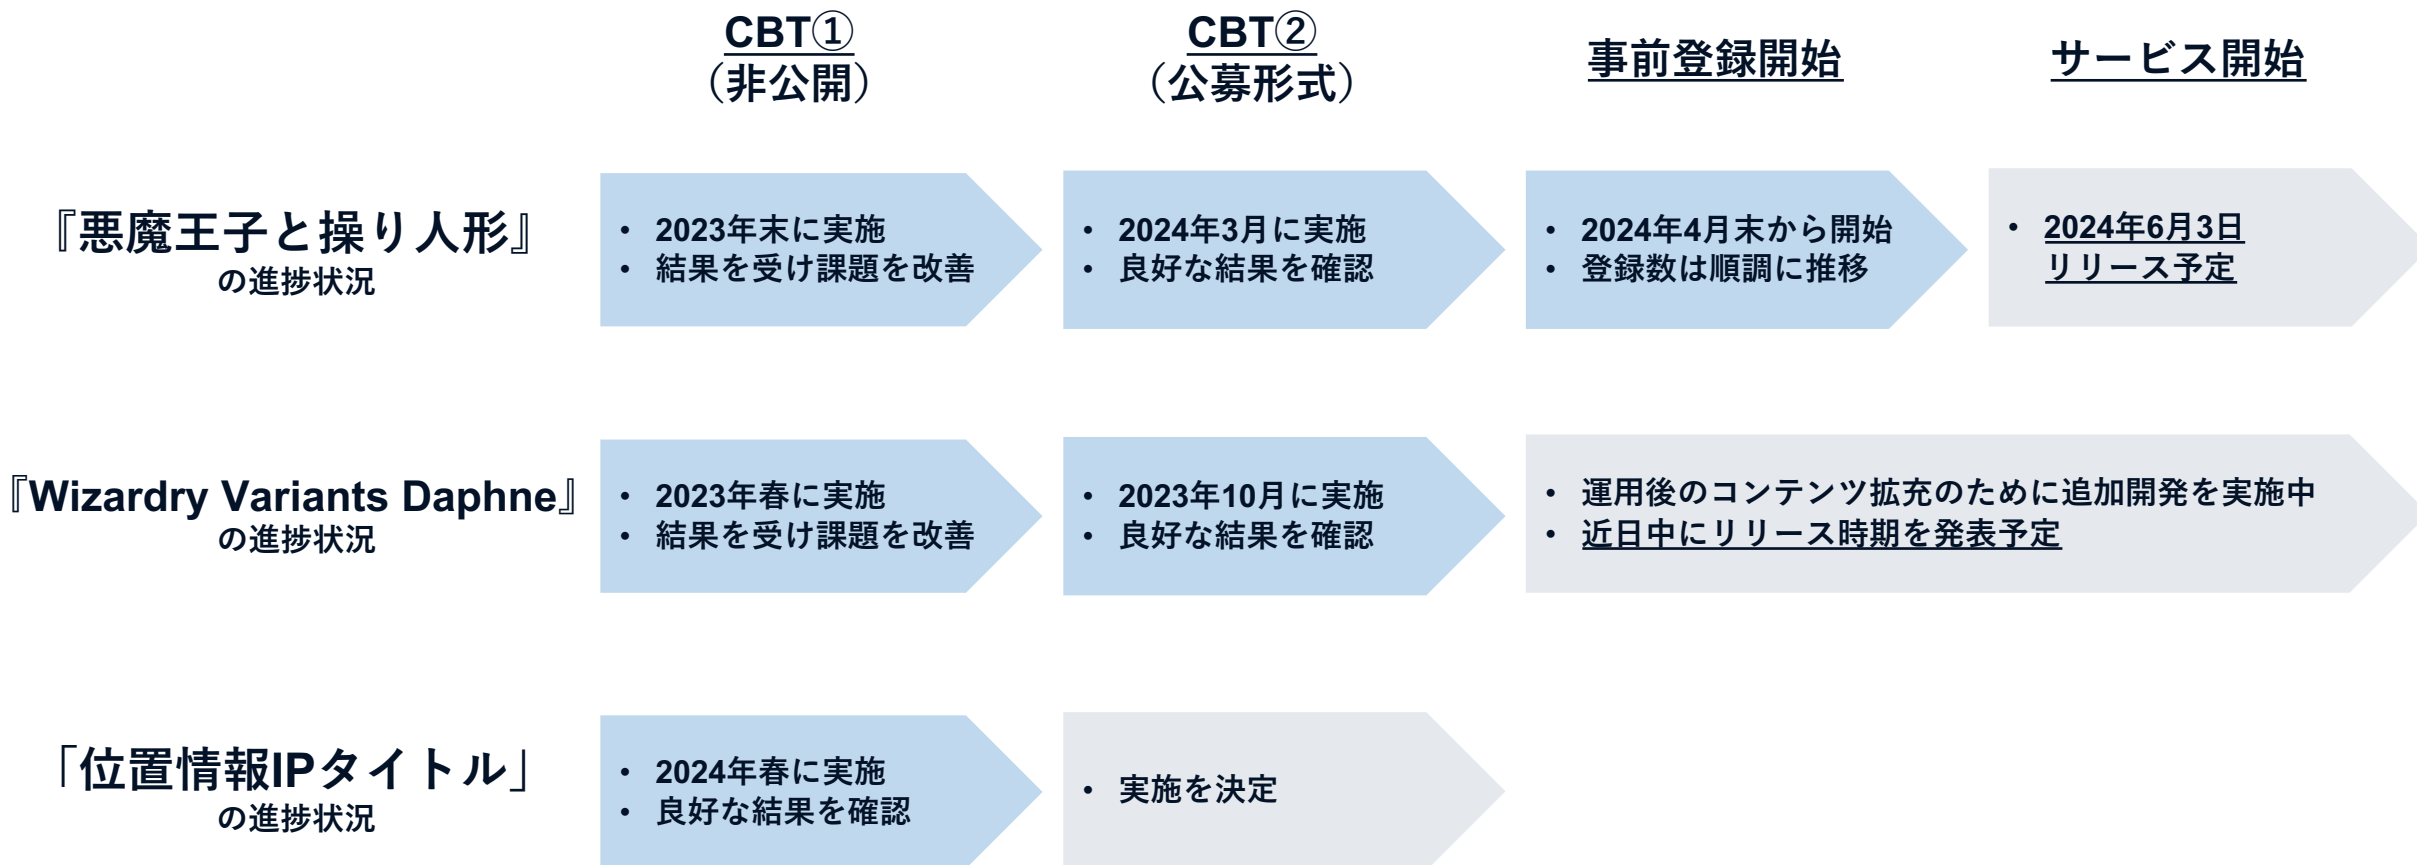 CBT①
（非公開）
CBT②
（公募形式）
事前登録開始
サービス開始
『悪魔王子と操り人形』
の進捗状況
• 2023年末に実施
• 結果を受け課題を改善
• 2024年3月に実施
• 良好な結果を確認
• 2024年4月末から開始
• 登録数は順調に推移
• 2024年6月3日
リリース予定
『Wizardry Variants Daphne』
の進捗状況
• 2023年春に実施
• 結果を受け課題を改善
• 2023年10月に実施
• 良好な結果を確認
• 運用後のコンテンツ拡充のために追加開発を実施中
• 近日中にリリース時期を発表予定
「位置情報IPタイトル」
の進捗状況
• 2024年春に実施
• 良好な結果を確認
• 実施を決定